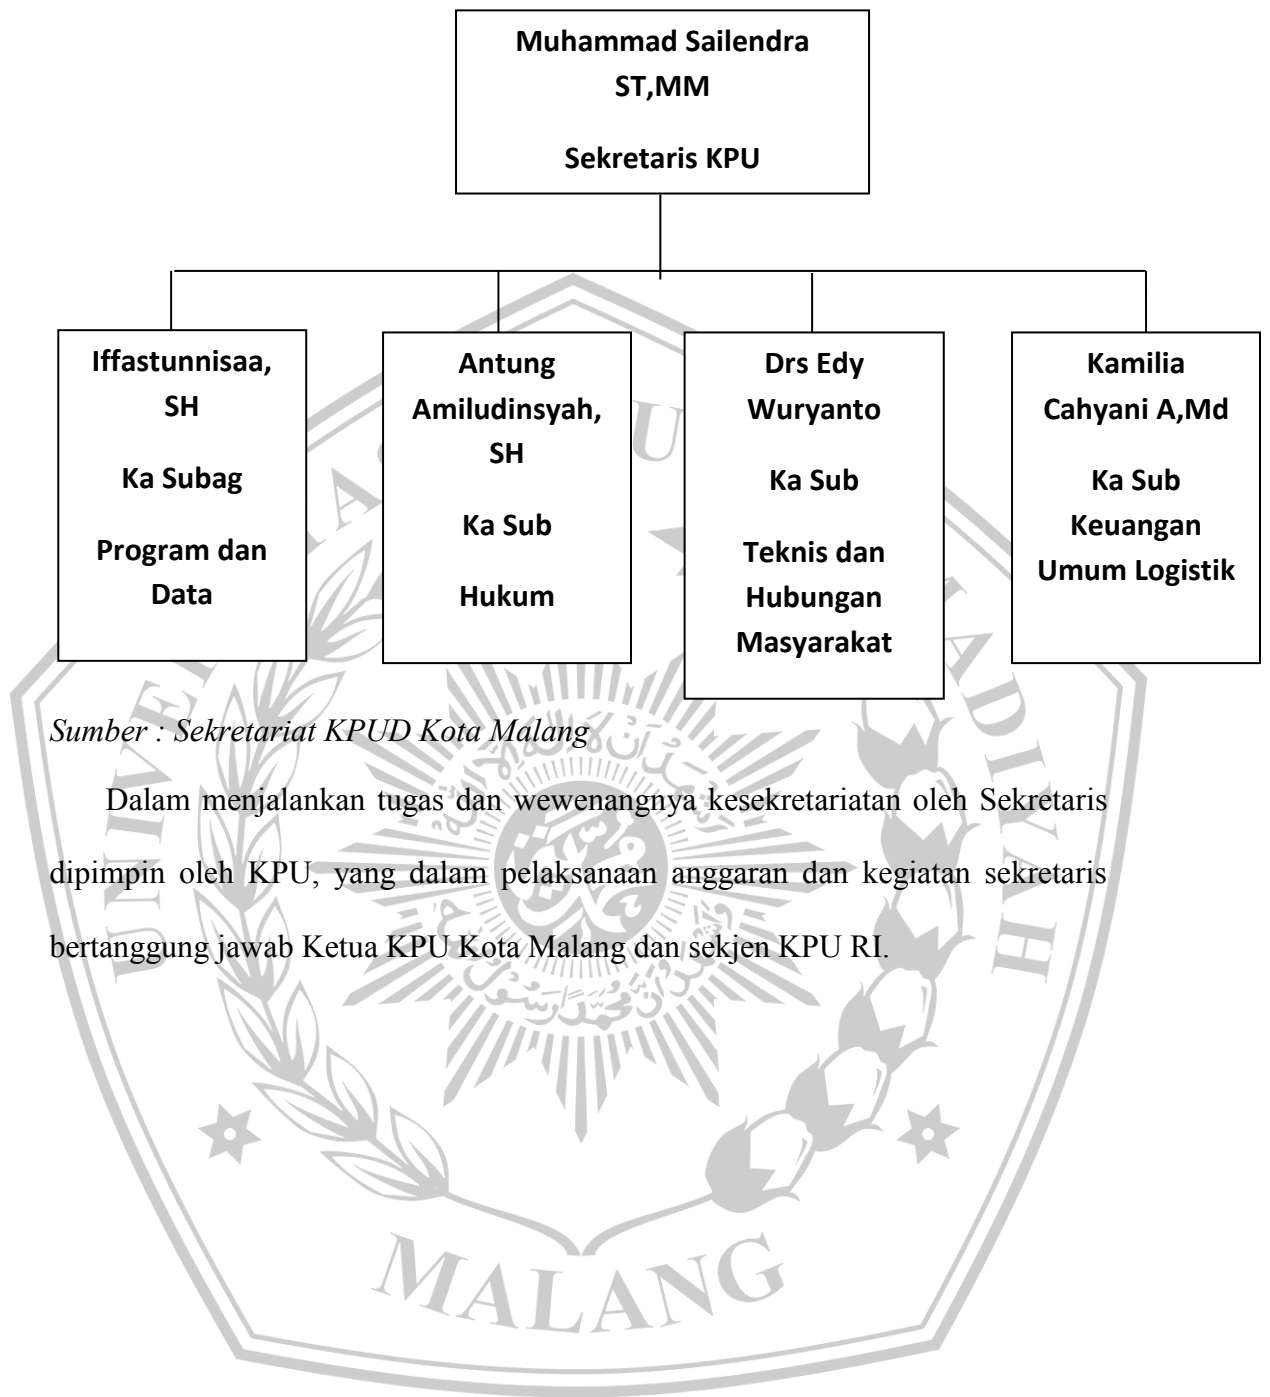 Muhammad Sailendra
ST,MM
Sekretaris KPU
Iffastunnisaa,
SH
Ka Subag
Program dan
Data
Antung
Amiludinsyah,
SH
Ka Sub
Hukum
Drs Edy
Wuryanto
Ka Sub
Teknis dan
Hubungan
Masyarakat
Kamilia
Cahyani A,Md
Ka Sub
Keuangan
Umum Logistik
Sumber : Sekretariat KPUD Kota Malang
Dalam menjalankan tugas dan wewenangnya kesekretariatan oleh Sekretaris
dipimpin oleh KPU, yang dalam pelaksanaan anggaran dan kegiatan sekretaris
bertanggung jawab Ketua KPU Kota Malang dan sekjen KPU RI.
MALANG